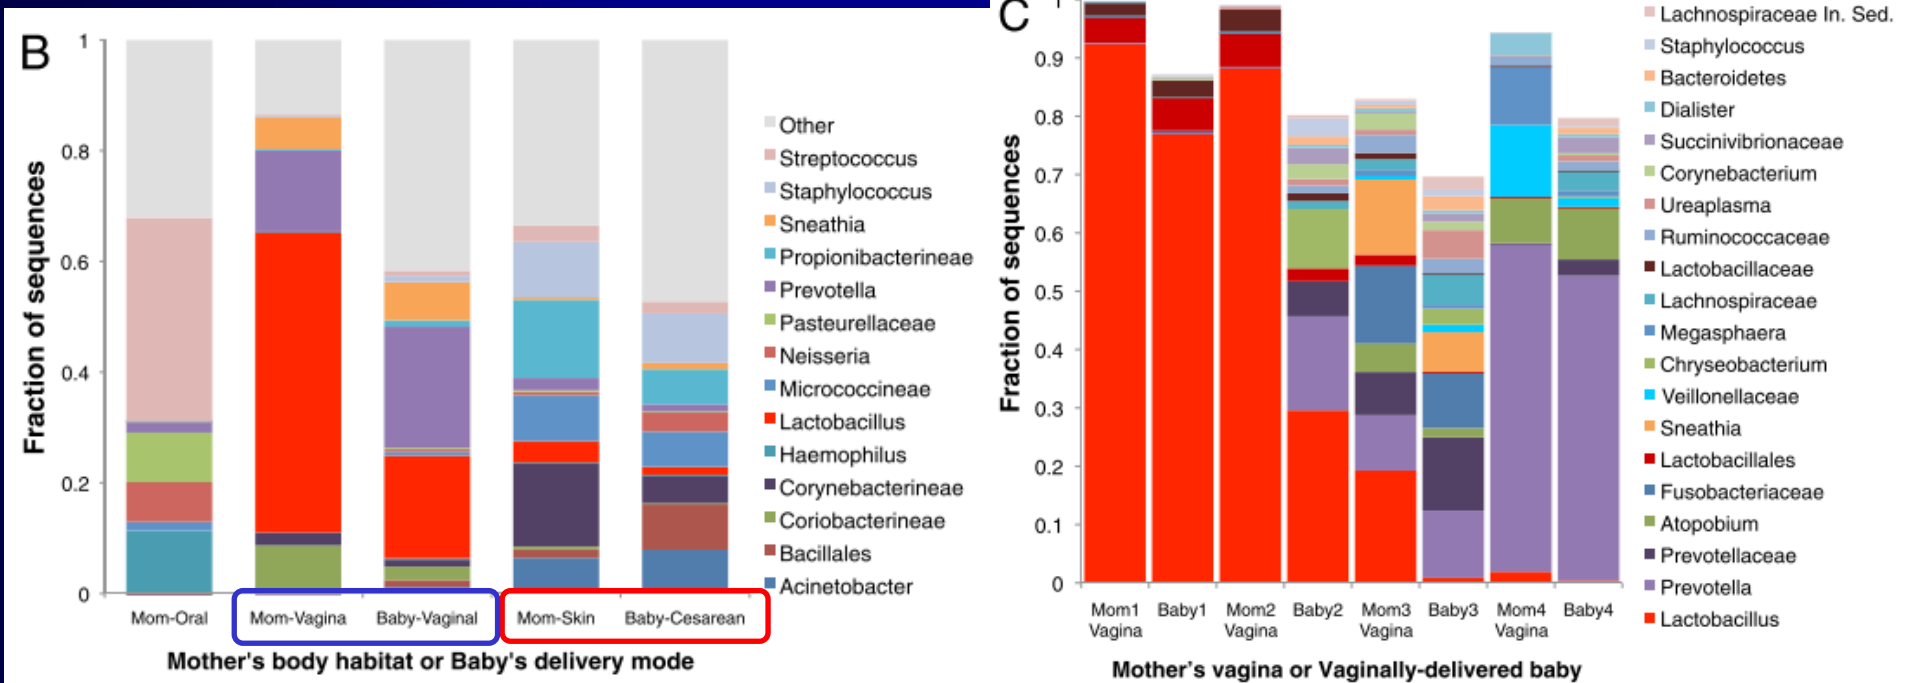 B
Fraction of sequences
1
0.8
0.6
0.4
0.2
0
Mom-Oral
Mom-Vagina
Baby-Vaginal
Mom-Skin
Baby-Cesarean
Mother's body habitat or Baby's delivery mode
Other
Streptococcus
Staphylococcus
Sneathia
Propionibacterineae
Prevotella
Pasteurellaceae
Neisseria
Micrococcineae
Lactobacillus
Haemophilus
Corynebacterineae
Coriobacterineae
Bacillales
Acinetobacter
C
Fraction of sequences
1
0.9
0.8
0.7
0.6
0.5
0.4
0.3
0.2
0.1
0
Mom1
Vagina
Baby1
Mom2
Vagina
Baby2
Mom3
Vagina
Baby3
Mom4
Vagina
Baby4
Mother's vagina or Vaginally-delivered baby
Lachnospiraceae In. Sed.
Staphylococcus
Bacteroidetes
Dialister
Succinivibrionaceae
Corynebacterium
Ureaplasma
Ruminococcaceae
Lactobacillaceae
Lachnospiraceae
Megasphaera
Chryseobacterium
Veillonellaceae
Sneathia
Lactobacillales
Fusobacteriaceae
Atopobium
Prevotellaceae
Prevotella
Lactobacillus